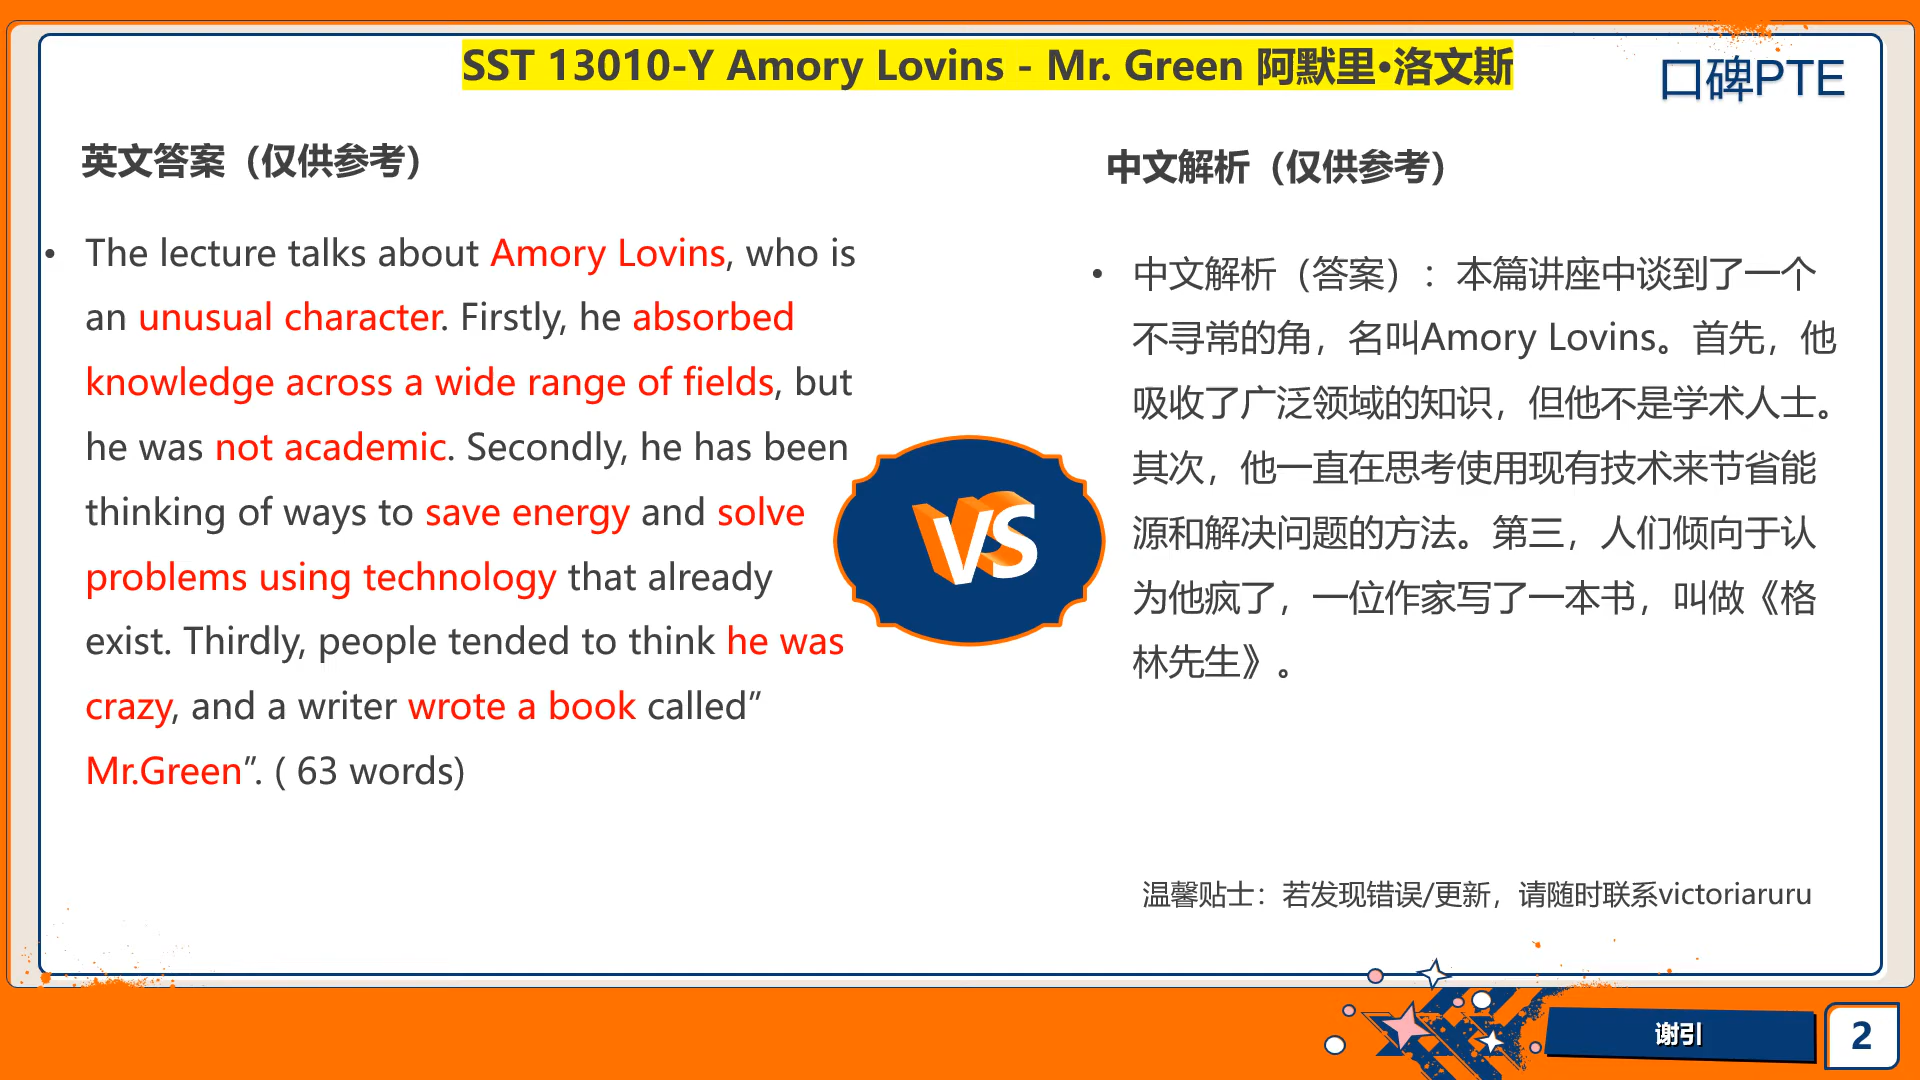 SST 13010-Y Amory Lovins - Mr. Green 阿默里•洛文斯
口碑PTE
英文答案（仅供参考）
• The lecture talks about Amory Lovins, who is
an unusual character. Firstly, he absorbed
knowledge across a wide range of fields, but
he was not academic. Secondly, he has been
thinking of ways to save energy and solve
problems using technology that already
exist. Thirdly, people tended to think he was
crazy, and a writer wrote a book called”
Mr.Green”. ( 63 words)
VS
中文解析（仅供参考）
• 中文解析（答案）：本篇讲座中谈到了一个
不寻常的角，名叫Amory Lovins。首先，他
吸收了广泛领域的知识，但他不是学术人士。
其次，他一直在思考使用现有技术来节省能
源和解决问题的方法。第三，人们倾向于认
为他疯了，一位作家写了一本书，叫做《格
林先生》。
温馨贴士：若发现错误/更新，请随时联系victoriaruru
谢引
2